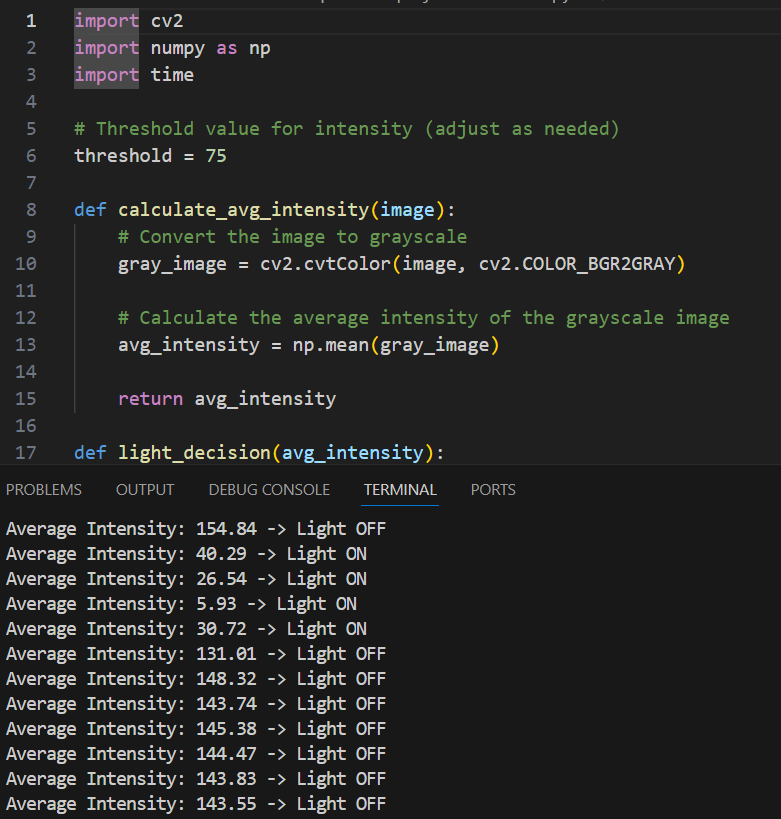 1 import cv2
2 import numpy as np
3 import time
4
5 # Threshold value for intensity (adjust as needed)
6 threshold = 75
7
8 def calculate_avg_intensity(image):
9     # Convert the image to grayscale
10     gray_image = cv2.cvtColor(image, cv2.COLOR_BGR2GRAY)
11
12     # Calculate the average intensity of the grayscale image
13     avg_intensity = np.mean(gray_image)
14
15     return avg_intensity
16
17 def light_decision(avg_intensity):
PROBLEMS OUTPUT DEBUG CONSOLE TERMINAL PORTS
Average Intensity: 154.84 -> Light OFF
Average Intensity: 40.29 -> Light ON
Average Intensity: 26.54 -> Light ON
Average Intensity: 5.93 -> Light ON
Average Intensity: 30.72 -> Light ON
Average Intensity: 131.01 -> Light OFF
Average Intensity: 148.32 -> Light OFF
Average Intensity: 143.74 -> Light OFF
Average Intensity: 145.38 -> Light OFF
Average Intensity: 144.47 -> Light OFF
Average Intensity: 143.83 -> Light OFF
Average Intensity: 143.55 -> Light OFF